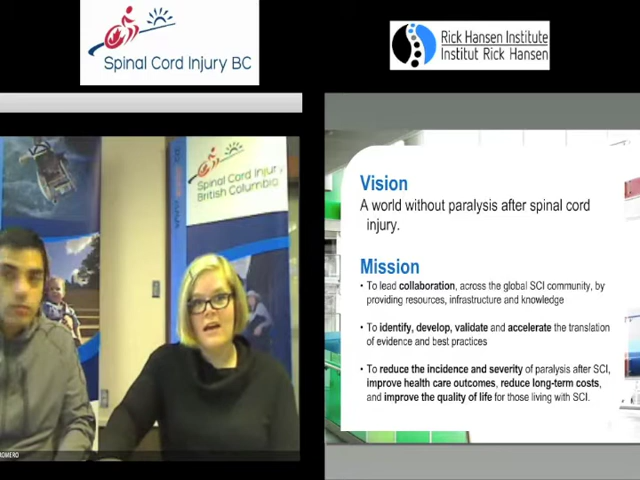 Spinal Cord Injury BC
Rick Hansen Institute
Institut Rick Hansen
Spinal Cord Injury
British Columbia
Vision
A world without paralysis after spinal cord
injury.
Mission
• To lead collaboration, across the global SCI community, by
providing resources, infrastructure and knowledge
• To identify, develop, validate and accelerate the translation
of evidence and best practices
• To reduce the incidence and severity of paralysis after SCI,
improve health care outcomes, reduce long-term costs,
and improve the quality of life for those living with SCI.